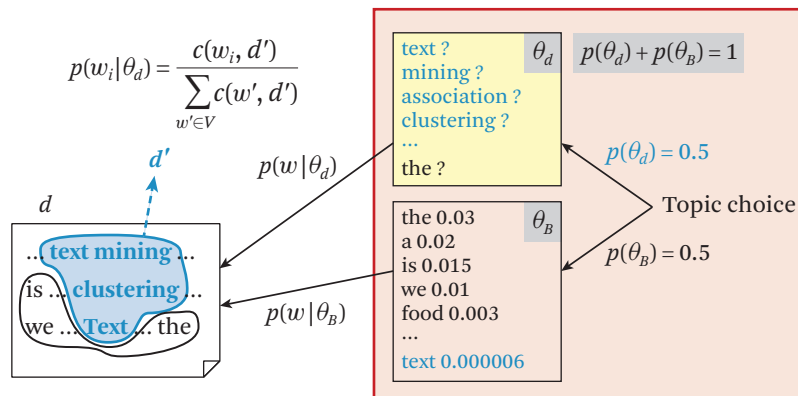 p(w_i|θ_d) = c(w_i, d′) / ∑_{w′∈V} c(w′, d′)
d′
d
… text mining …
is … clustering …
we … Text … the
p(w|θ_d)
p(w|θ_B)
text ?
mining ?
association ?
clustering ?
...
the ?
θ_d
p(θ_d) + p(θ_B) = 1
p(θ_d) = 0.5
Topic choice
p(θ_B) = 0.5
the 0.03
a 0.02
is 0.015
we 0.01
food 0.003
...
text 0.000006
θ_B